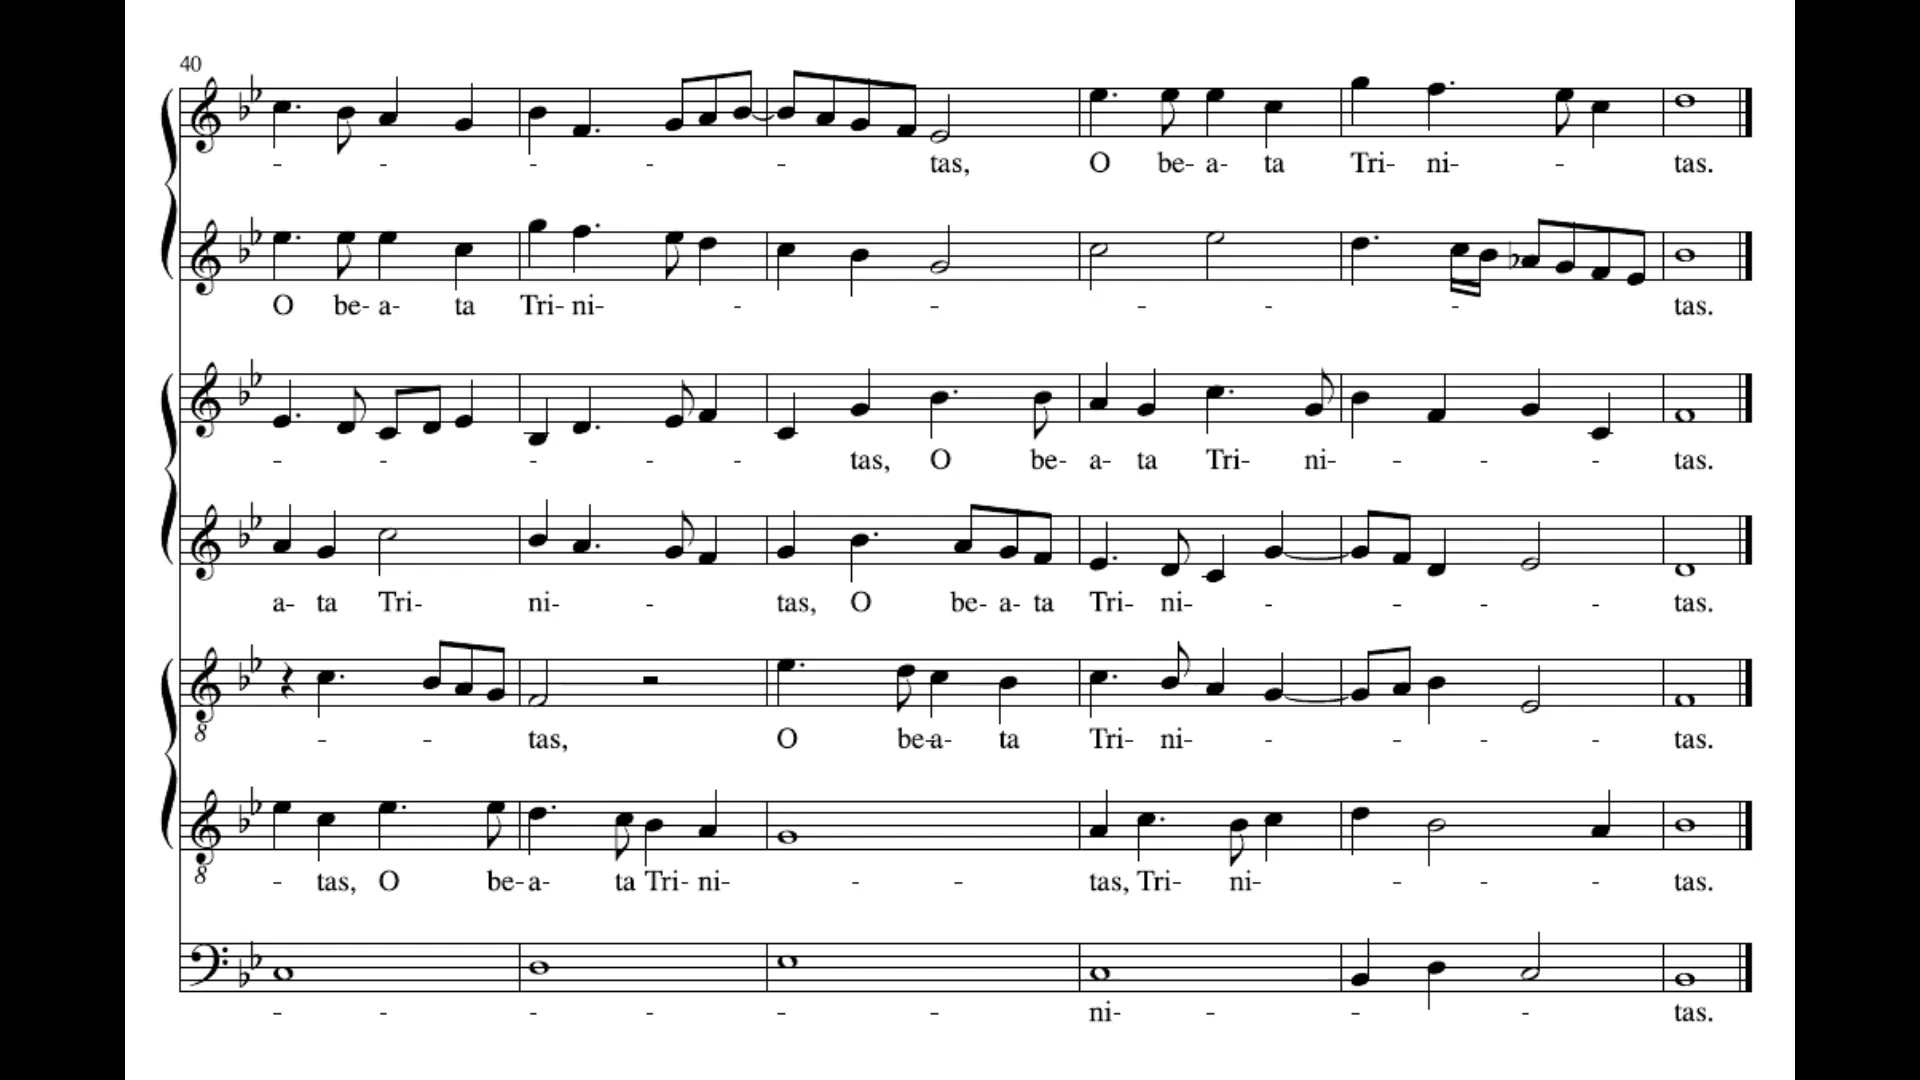 40
- - - - tas, O be- a- ta Tri- ni- - tas.
O be- a- ta Tri- ni- - - - - - tas.
- - - - - tas, O be- a- ta Tri- ni- - - - tas.
a- ta Tri- ni- - tas, O be- a- ta Tri- ni- - - - - tas.
8
- - tas, O be- a- ta Tri- ni- - - - - tas.
8
- tas, O be- a- ta Tri- ni- - - tas, Tri- ni- - - - tas.
- - - - - - ni- - - - tas.